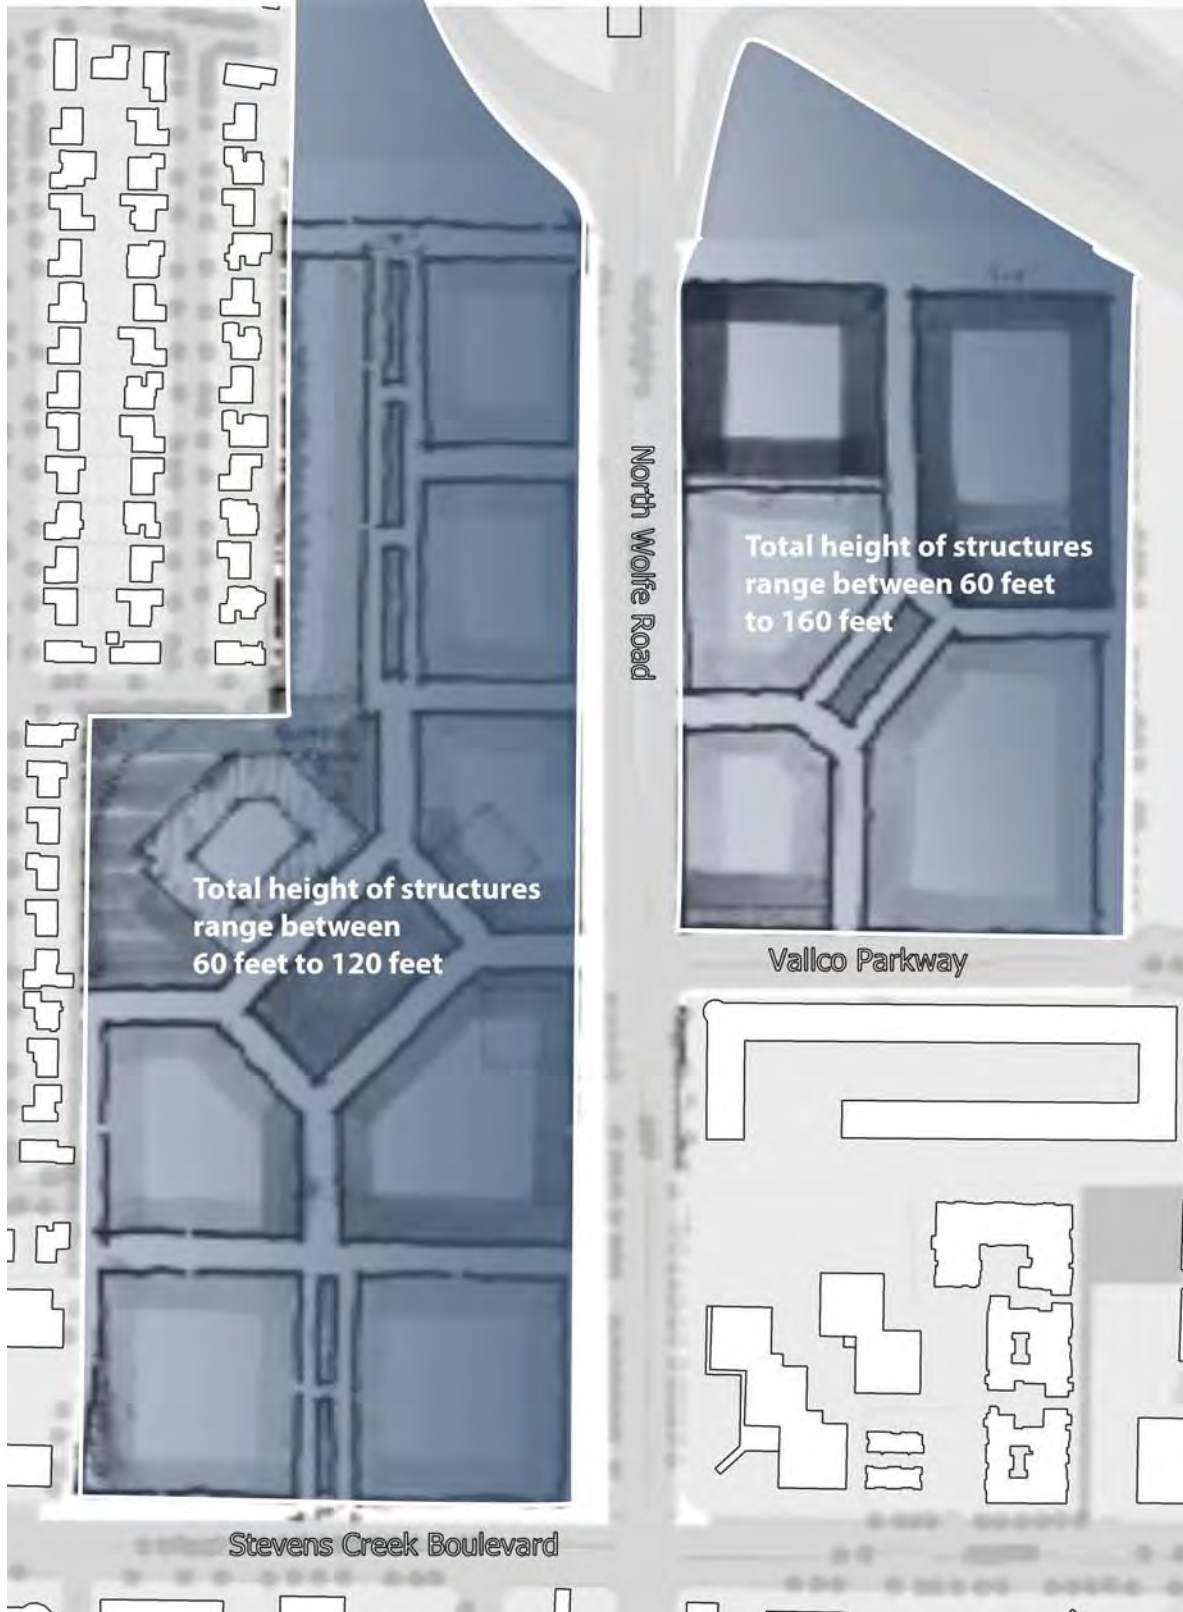 North Wolfe Road
Total height of structures
range between 60 feet
to 160 feet
Total height of structures
range between
60 feet to 120 feet
Vallco Parkway
Stevens Creek Boulevard